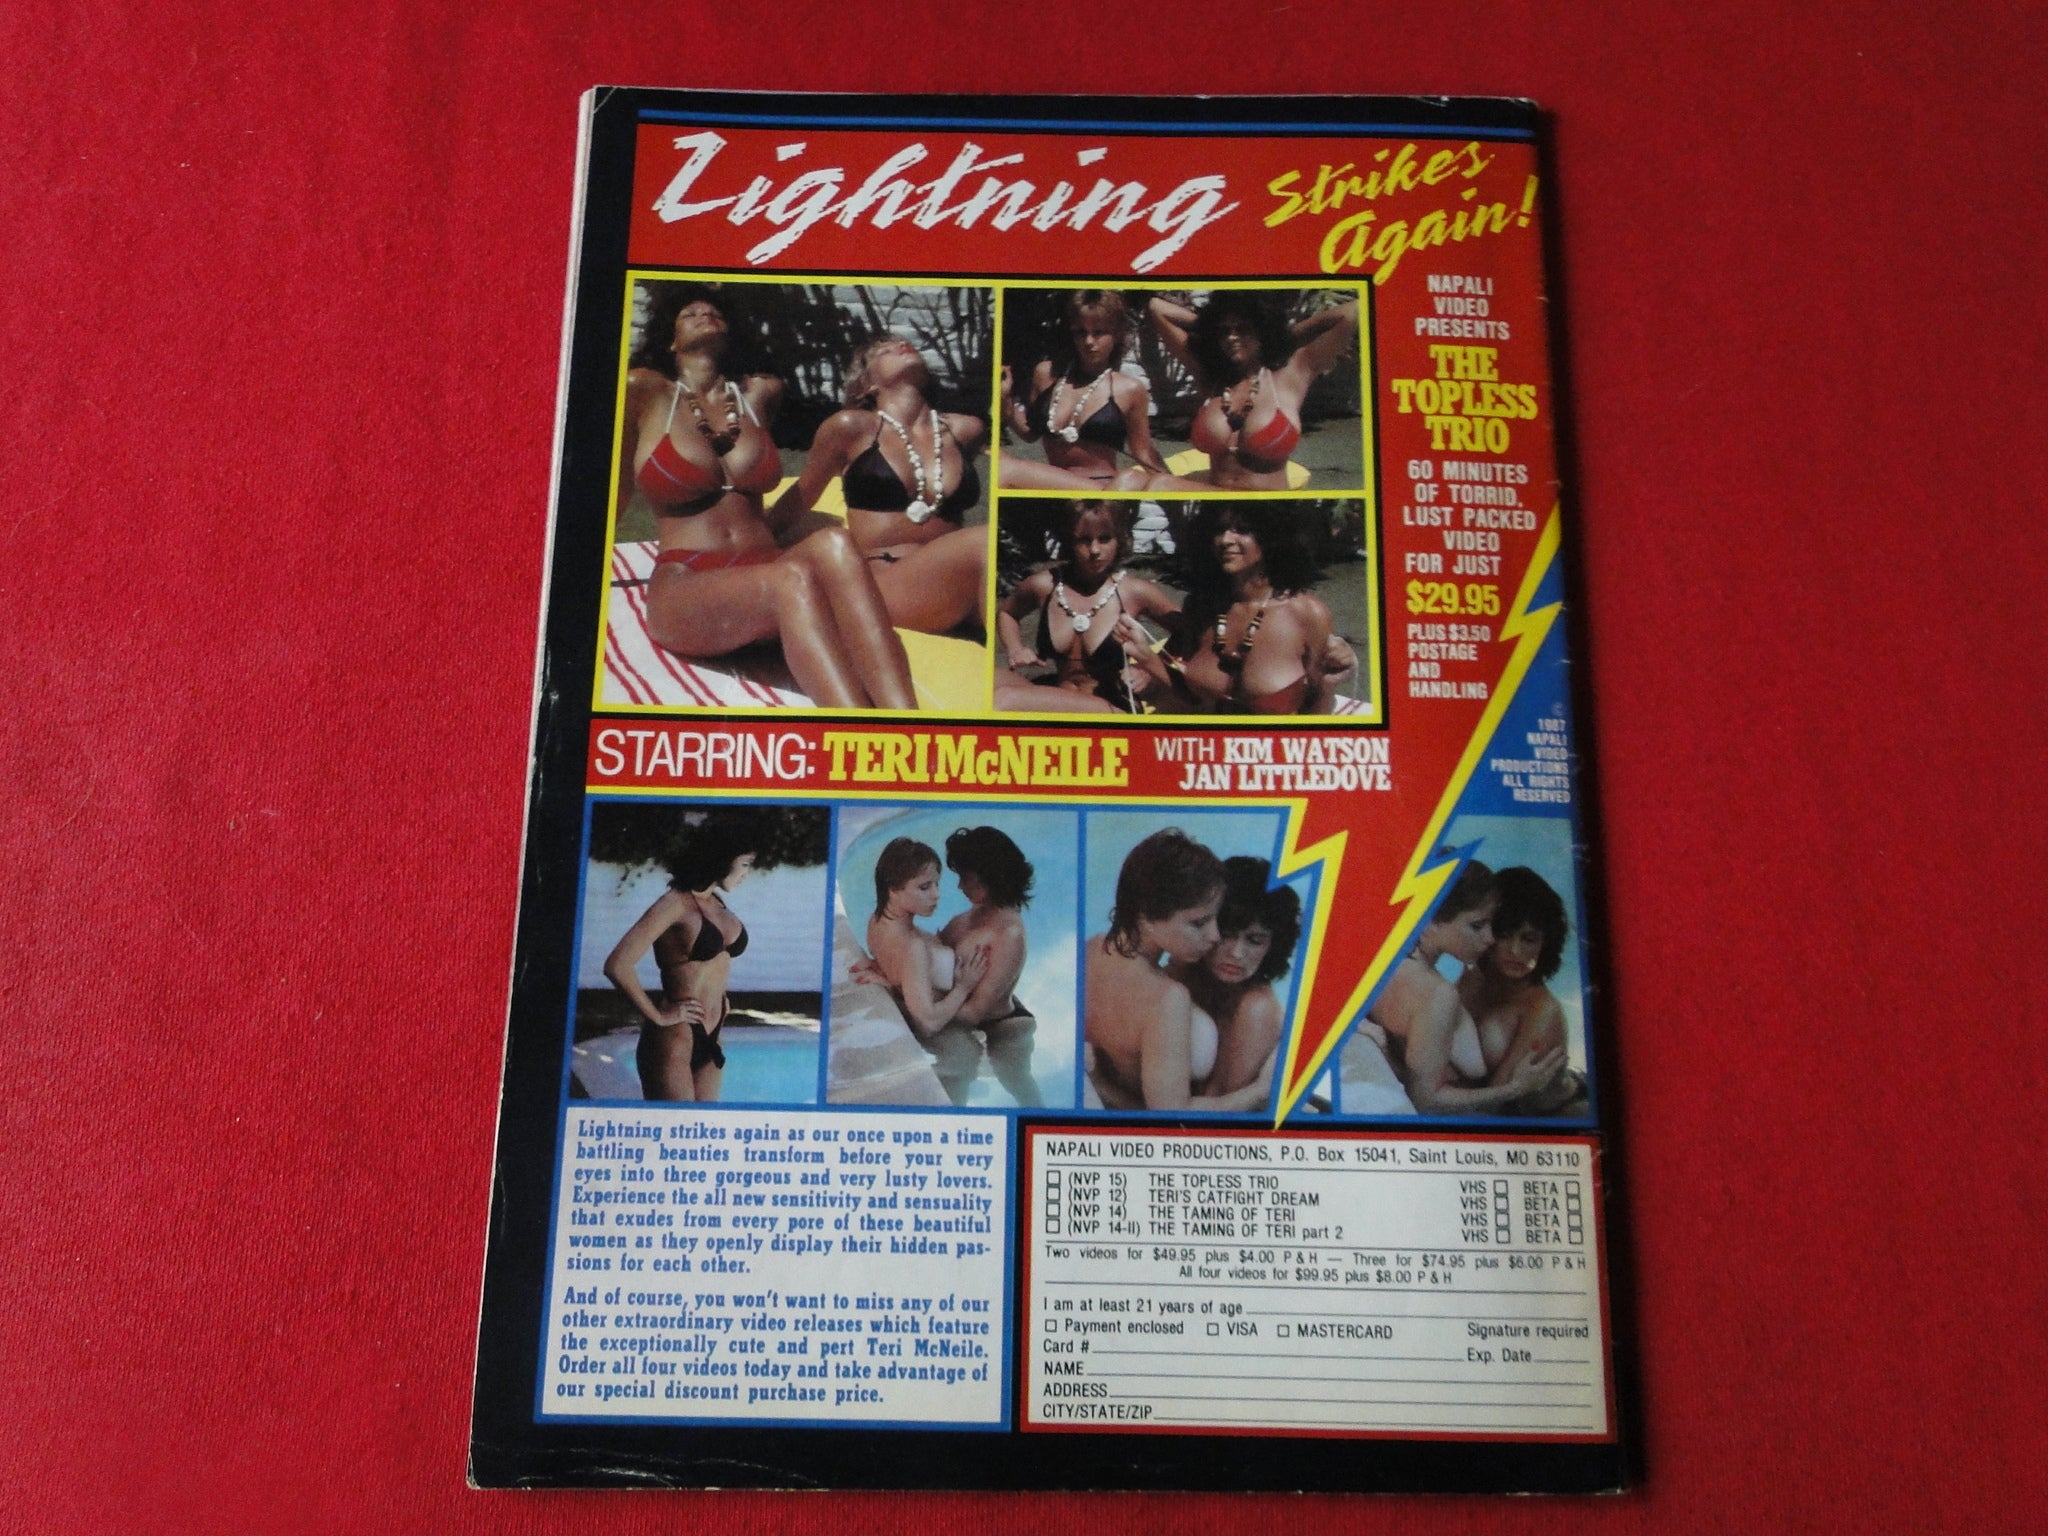 Lightning Strikes
Again!
NAPALI
VIDEO
PRESENTS
THE
TOPLESS
TRIO
60 MINUTES
OF TORRID,
LUST PACKED
VIDEO
FOR JUST
$29.95
PLUS $3.50
POSTAGE
AND
HANDLING
©
1987
NAPALI
VIDEO
PRODUCTIONS
ALL RIGHTS
RESERVED
STARRING: TERI McNEILE WITH KIM WATSON
JAN LITTLEDOVE
Lightning strikes again as our once upon a time
battling beauties transform before your very
eyes into three gorgeous and very lusty lovers.
Experience the all new sensitivity and sensuality
that exudes from every pore of these beautiful
women as they openly display their hidden pas-
sions for each other.
And of course, you won't want to miss any of our
other extraordinary video releases which feature
the exceptionally cute and pert Teri McNeile.
Order all four videos today and take advantage of
our special discount purchase price.
NAPALI VIDEO PRODUCTIONS, P.O. Box 15041, Saint Louis, MO 63110
(NVP 15) THE TOPLESS TRIO VHS BETA
(NVP 12) TERI'S CATFIGHT DREAM VHS BETA
(NVP 14) THE TAMING OF TERI VHS BETA
(NVP 14-II) THE TAMING OF TERI part 2 VHS BETA
Two videos for $49.95 plus $4.00 P & H — Three for $74.95 plus $6.00 P & H
All four videos for $99.95 plus $8.00 P & H
I am at least 21 years of age
Payment enclosed VISA MASTERCARD Signature required
Card # Exp. Date
NAME
ADDRESS
CITY/STATE/ZIP